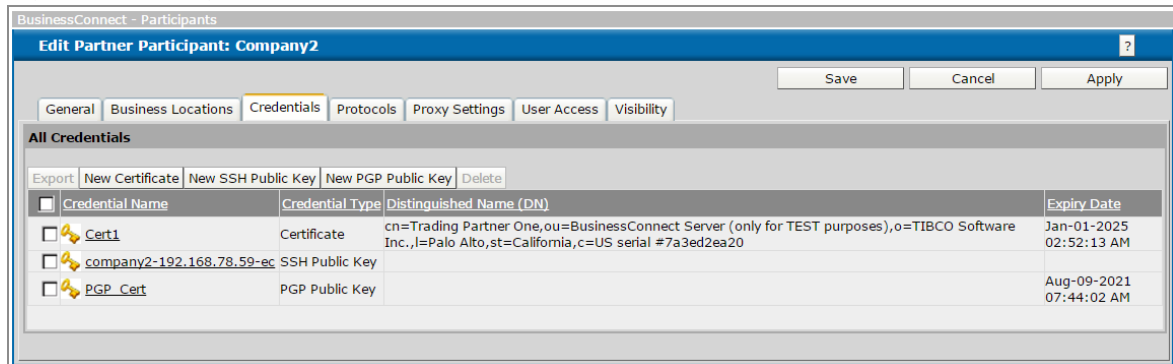 BusinessConnect - Participants
Edit Partner Participant: Company2
?
Save Cancel Apply
General Business Locations Credentials Protocols Proxy Settings User Access Visibility
All Credentials
Export New Certificate New SSH Public Key New PGP Public Key Delete
Credential Name Credential Type Distinguished Name (DN) Expiry Date
Cert1 Certificate cn=Trading Partner One,ou=BusinessConnect Server (only for TEST purposes),o=TIBCO Software Jan-01-2025
Inc.,l=Palo Alto,st=California,c=US serial #7a3ed2ea20 02:52:13 AM
company2-192.168.78.59-ec SSH Public Key
PGP_Cert PGP Public Key Aug-09-2021
07:44:02 AM